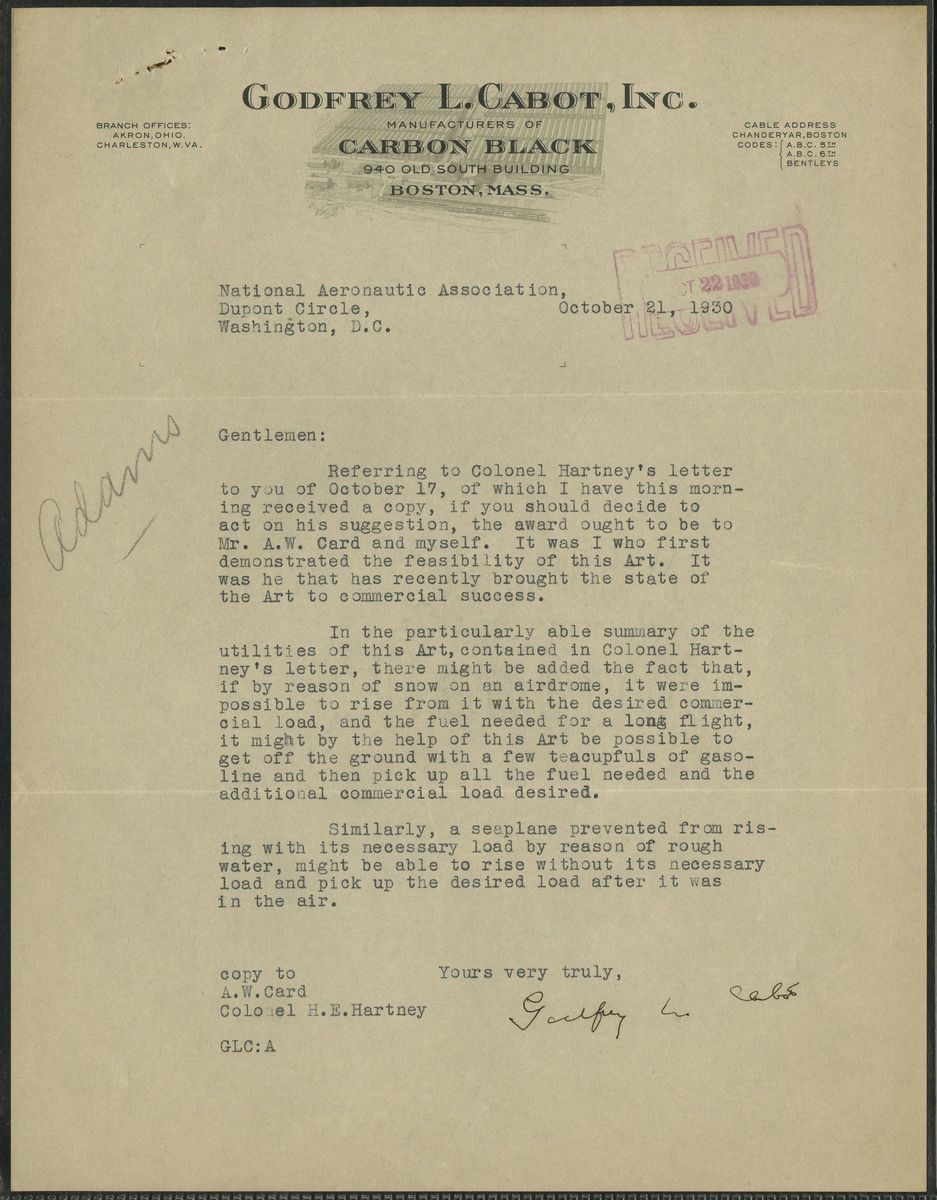 GODFREY L. CABOT, INC.
MANUFACTURERS OF
CARBON BLACK
940 OLD SOUTH BUILDING
BOSTON, MASS.
BRANCH OFFICES:
AKRON, OHIO.
CHARLESTON, W. VA.
CABLE ADDRESS
CHANDERYAR, BOSTON
CODES: A.B.C. 5TH
A.B.C. 6TH
BENTLEYS
RECEIVED
OCT 22 1930
RECEIVED
National Aeronautic Association,
Dupont Circle, October 21, 1930
Washington, D.C.
Adams
Gentlemen:
Referring to Colonel Hartney's letter
to you of October 17, of which I have this morn-
ing received a copy, if you should decide to
act on his suggestion, the award ought to be to
Mr. A.W. Card and myself. It was I who first
demonstrated the feasibility of this Art. It
was he that has recently brought the state of
the Art to commercial success.
In the particularly able summary of the
utilities of this Art, contained in Colonel Hart-
ney's letter, there might be added the fact that,
if by reason of snow on an airdrome, it were im-
possible to rise from it with the desired commer-
cial load, and the fuel needed for a long flight,
it might by the help of this Art be possible to
get off the ground with a few teacupfuls of gaso-
line and then pick up all the fuel needed and the
additional commercial load desired.
Similarly, a seaplane prevented from ris-
ing with its necessary load by reason of rough
water, might be able to rise without its necessary
load and pick up the desired load after it was
in the air.
copy to Yours very truly,
A.W.Card
Colonel H.E.Hartney
Godfrey L. Cabot
GLC:A